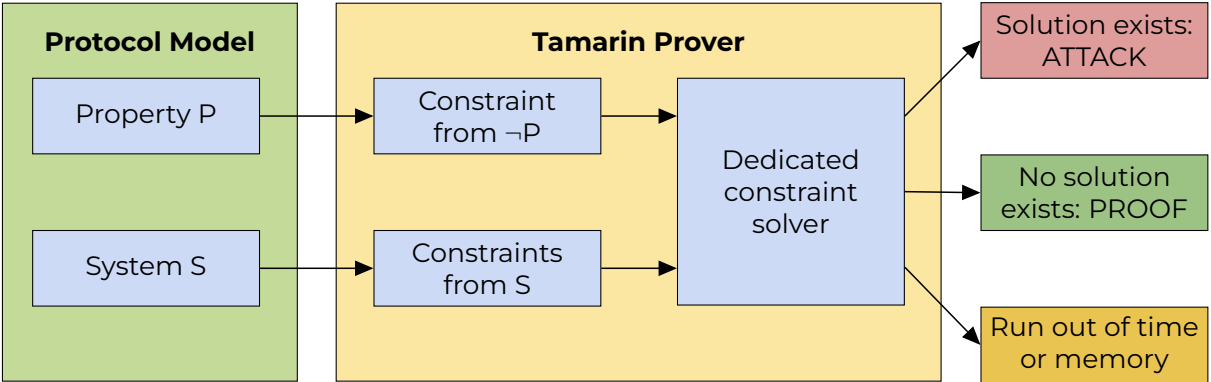 Protocol Model
Property P
System S
Tamarin Prover
Constraint
from ¬P
Constraints
from S
Dedicated
constraint
solver
Solution exists:
ATTACK
No solution
exists: PROOF
Run out of time
or memory